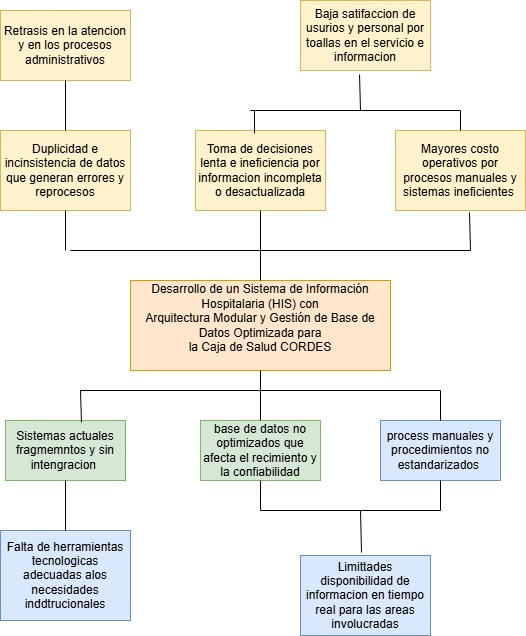 Retrasis en la atencion
y en los procesos
administrativos
Baja satifaccion de
usurios y personal por
toallas en el servicio e
informacion
Duplicidad e
incinsistencia de datos
que generan errores y
reprocesos
Toma de decisiones
lenta e ineficiencia por
informacion incompleta
o desactualizada
Mayores costo
operativos por
procesos manuales y
sistemas ineficientes
Desarrollo de un Sistema de Información
Hospitalaria (HIS) con
Arquitectura Modular y Gestión de Base de
Datos Optimizada para
la Caja de Salud CORDES
Sistemas actuales
fragmemntos y sin
intengracion
base de datos no
optimizados que
afecta el recimiento y
la confiabilidad
process manuales y
procedimientos no
estandarizados
Falta de herramientas
tecnologicas
adecuadas alos
necesidades
inddtrucionales
Limittades
disponibilidad de
informacion en tiempo
real para las areas
involucradas